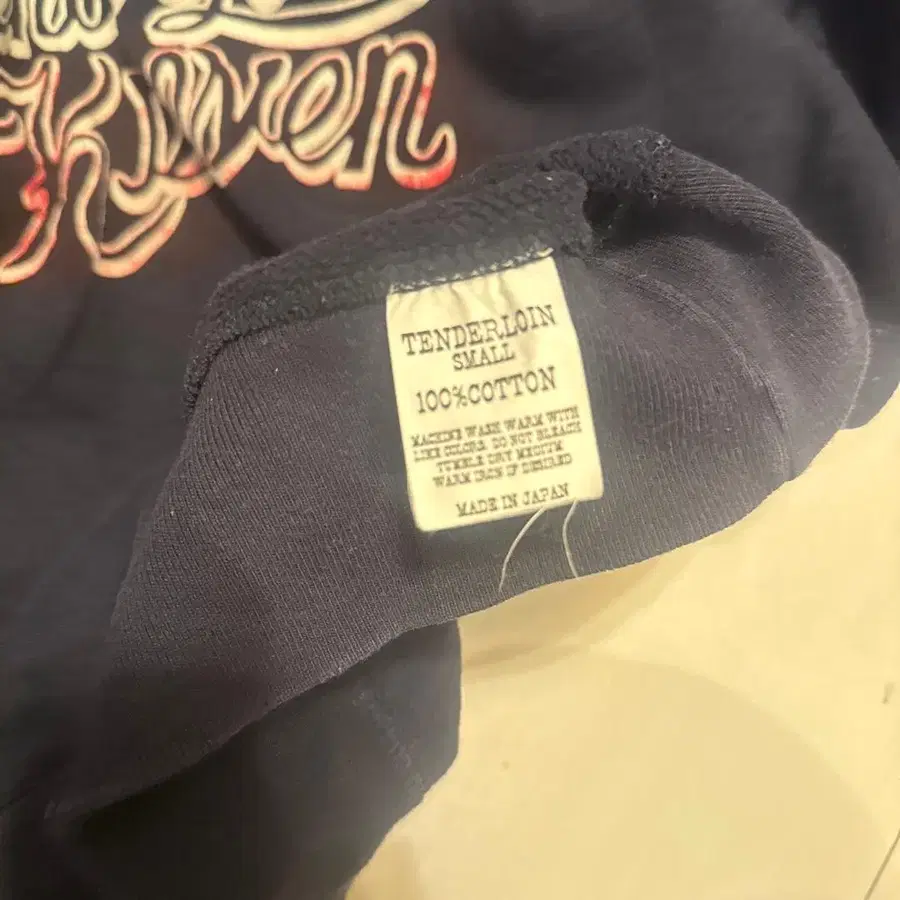 TENDERLOIN
SMALL
100%COTTON
MACHINE WASH WARM WITH
LIKE COLORS. DO NOT BLEACH
TUMBLE DRY MEDIUM
WARM IRON IF DESIRED
MADE IN JAPAN